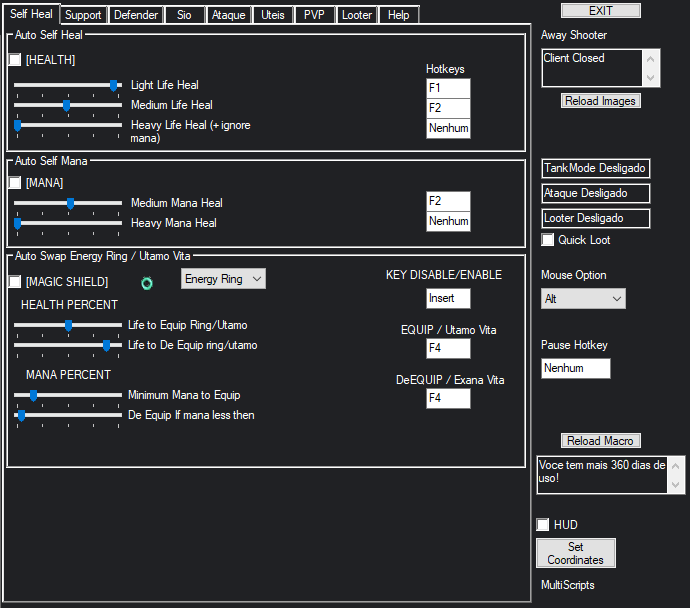 Self Heal
Support
Defender
Sio
Ataque
Uteis
PVP
Looter
Help
EXIT
Auto Self Heal
[HEALTH]
Hotkeys
Light Life Heal
F1
Medium Life Heal
F2
Heavy Life Heal (+ ignore
mana)
Nenhum
Auto Self Mana
[MANA]
Medium Mana Heal
F2
Heavy Mana Heal
Nenhum
Auto Swap Energy Ring / Utamo Vita
[MAGIC SHIELD]
Energy Ring
KEY DISABLE/ENABLE
Insert
HEALTH PERCENT
Life to Equip Ring/Utamo
EQUIP / Utamo Vita
F4
Life to De Equip ring/utamo
MANA PERCENT
DeEQUIP / Exana Vita
F4
Minimum Mana to Equip
De Equip If mana less then
Away Shooter
Client Closed
Reload Images
TankMode Desligado
Ataque Desligado
Looter Desligado
Quick Loot
Mouse Option
Alt
Pause Hotkey
Nenhum
Reload Macro
Voce tem mais 360 dias de
uso!
HUD
Set
Coordinates
MultiScripts